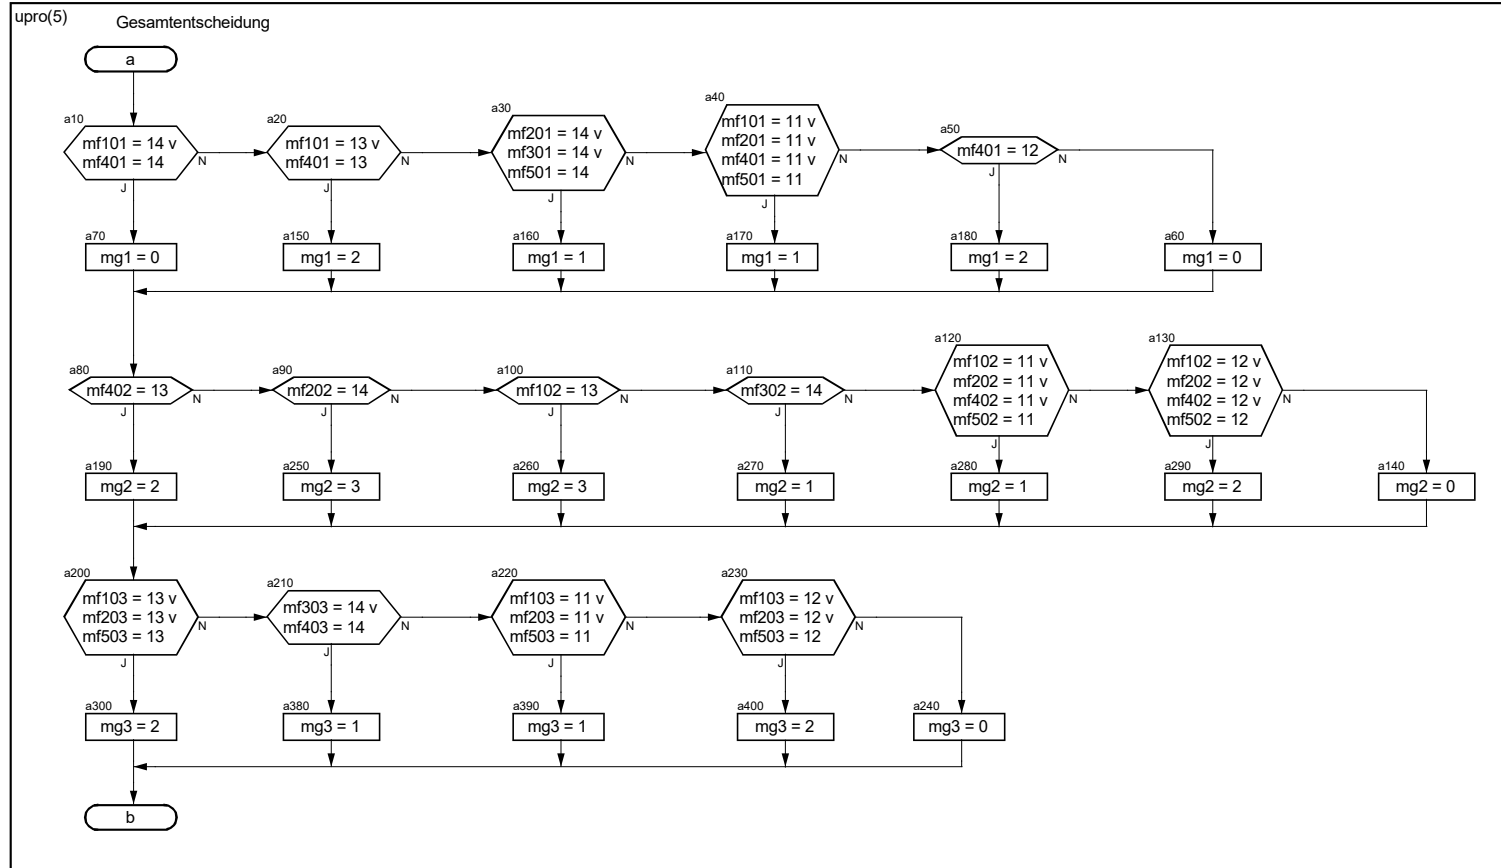 upro(5)
Gesamtentscheidung
a
a10
mf101 = 14 v
mf401 = 14
N
J
a20
mf101 = 13 v
mf401 = 13
N
J
a30
mf201 = 14 v
mf301 = 14 v
mf501 = 14
N
J
a40
mf101 = 11 v
mf201 = 11 v
mf401 = 11 v
mf501 = 11
N
J
a50
mf401 = 12
N
J
a70
mg1 = 0
a150
mg1 = 2
a160
mg1 = 1
a170
mg1 = 1
a180
mg1 = 2
a60
mg1 = 0
a80
mf402 = 13
N
J
a90
mf202 = 14
N
J
a100
mf102 = 13
N
J
a110
mf302 = 14
N
J
a120
mf102 = 11 v
mf202 = 11 v
mf402 = 11 v
mf502 = 11
N
J
a130
mf102 = 12 v
mf202 = 12 v
mf402 = 12 v
mf502 = 12
N
J
a190
mg2 = 2
a250
mg2 = 3
a260
mg2 = 3
a270
mg2 = 1
a280
mg2 = 1
a290
mg2 = 2
a140
mg2 = 0
a200
mf103 = 13 v
mf203 = 13 v
mf503 = 13
N
J
a210
mf303 = 14 v
mf403 = 14
N
J
a220
mf103 = 11 v
mf203 = 11 v
mf503 = 11
N
J
a230
mf103 = 12 v
mf203 = 12 v
mf503 = 12
N
J
a300
mg3 = 2
a380
mg3 = 1
a390
mg3 = 1
a400
mg3 = 2
a240
mg3 = 0
b